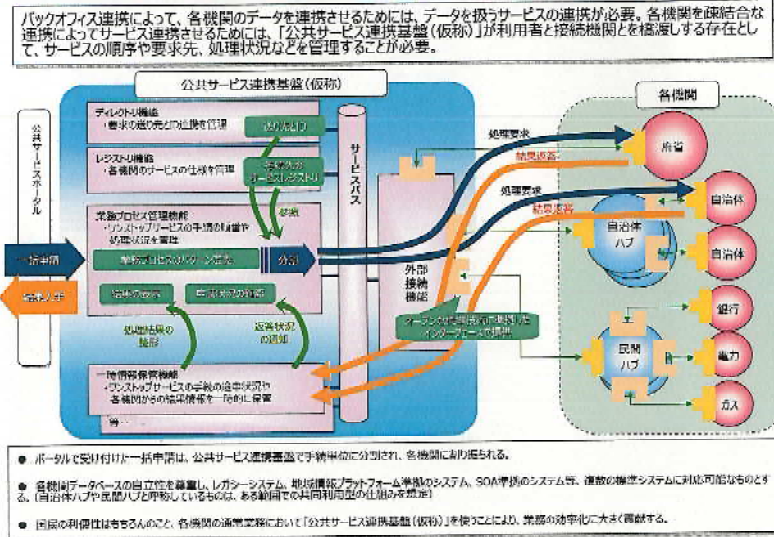 バックオフィス連携によって、各機関のデータを連携させるためには、データを扱うサービスの連携が必要。各機関を疎結合な
連携によってサービス連携させるためには、「公共サービス連携基盤(仮称)」が利用者と接続機関とを橋渡しする存在とし
て、サービスの順序や要求先、処理状況などを管理することが必要。
公共サービス連携基盤(仮称)
各機関
公共サービスポータル
ディレクトリ機能
・要求の送り先とID連携を管理
レジストリ機能
・各機関のサービスの仕様を管理
サービスレジストリ
参照
業務プロセス管理機能
・ワンストップサービスの手続の順番や
処理状況を管理
分割
一括申請
結果入手
処理結果の
整形
返答状況
の通知
一時情報保管機能
・ワンストップサービスの手続の途中状況や
各機関からの結果情報を一時的に保管
等・・
サービスバス
外部
接続
機能
インターフェースを提供
処理要求
結果返答
処理要求
結果返答
府省
自治体
ハブ
自治体
自治体
民間
ハブ
銀行
電力
ガス
● ポータルで受け付けた一括申請は、公共サービス連携基盤で手続単位に分割され、各機関に割り振られる。
● 各機関データベースの自立性を尊重し、レガシーシステム、地域情報プラットフォーム準拠のシステム、SOA準拠のシステム等、複数の標準システムに対応可能なものとす
る。(自治体ハブや民間ハブと呼称しているものは、ある範囲での共同利用型の仕組みを想定)
● 国民の利便性はもちろんのこと、各機関の通常業務において「公共サービス連携基盤(仮称)」を使うことにより、業務の効率化に大きく貢献する。